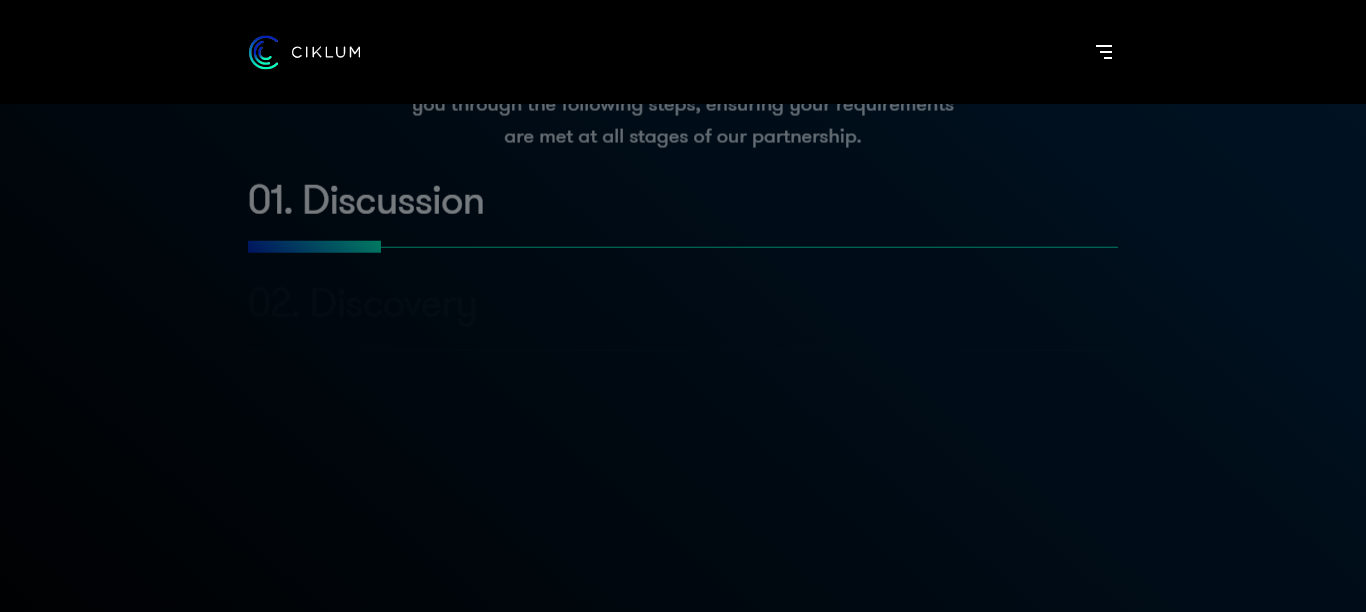 CIKLUM
you through the following steps, ensuring your requirements
are met at all stages of our partnership.
01. Discussion
02. Discovery